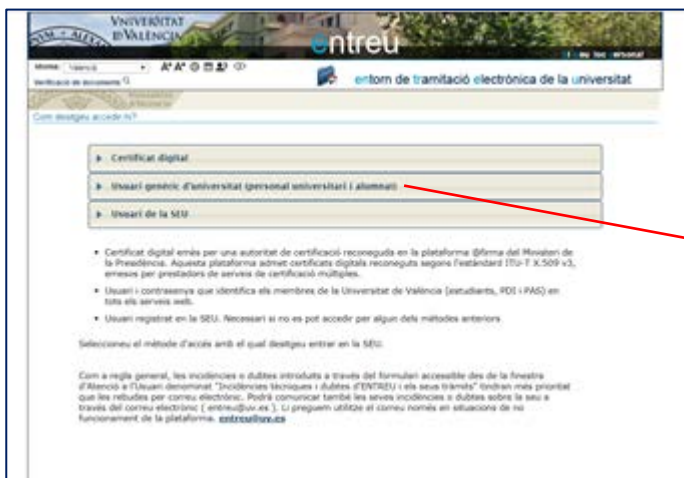 VNIVERSITAT
D VALÈNCIA
entreu
Idioma: Valencià
A+ A-
entorn de tramitació electrònica de la universitat
Verificació de documents
Com desitgeu accedir-hi?
Certificat digital
Usuari genèric d'universitat (personal universitari i alumnat)
Usuari de la SEU
• Certificat digital emès per una autoritat de certificació reconeguda en la plataforma @firma del Ministeri de
la Presidència. Aquesta plataforma admet certificats digitals reconeguts segons l'estàndard ITU-T X.509 v3,
emesos per prestadors de serveis de certificació múltiples.
• Usuari i contrasenya que identifica els membres de la Universitat de València (estudiants, PDI i PAS) en
tots els serveis web.
• Usuari registrat en la SEU. Necessari si no es pot accedir per algun dels mètodes anteriors
Seleccioneu el mètode d'accés amb el qual desitgeu entrar en la SEU.
Com a regla general, les incidències o dubtes introduïts a través del formulari accessible des de la finestra
d'Atenció a l'Usuari denominat "Incidències tècniques i dubtes d'ENTREU i els seus tràmits" tindran més prioritat
que les rebudes per correu electrònic. Podrà comunicar també les seves incidències o dubtes sobre la seu a
través del correu electrònic ( entreu@uv.es ). Li preguem utilitze el correu només en situacions de no
funcionament de la plataforma. entreu@uv.es